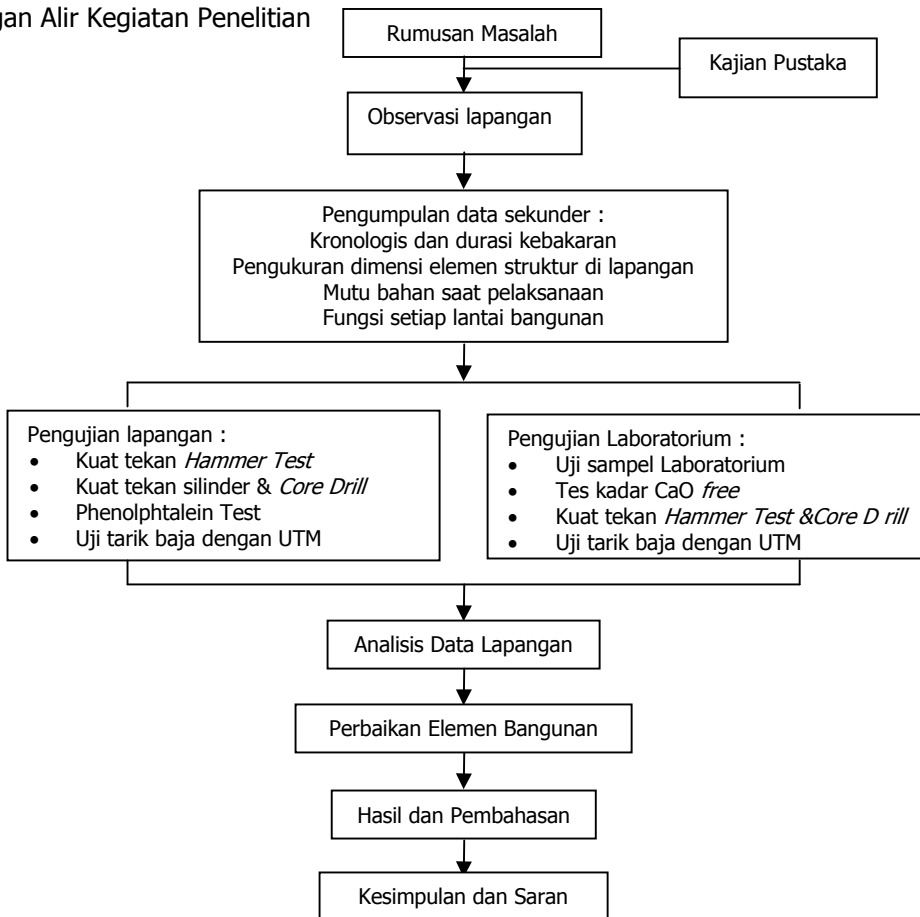 gan Alir Kegiatan Penelitian
Rumusan Masalah
Kajian Pustaka
Observasi lapangan
Pengumpulan data sekunder :
Kronologis dan durasi kebakaran
Pengukuran dimensi elemen struktur di lapangan
Mutu bahan saat pelaksanaan
Fungsi setiap lantai bangunan
Pengujian lapangan :
• Kuat tekan Hammer Test
• Kuat tekan silinder & Core Drill
• Phenolphtalein Test
• Uji tarik baja dengan UTM
Pengujian Laboratorium :
• Uji sampel Laboratorium
• Tes kadar CaO free
• Kuat tekan Hammer Test &Core D rill
• Uji tarik baja dengan UTM
Analisis Data Lapangan
Perbaikan Elemen Bangunan
Hasil dan Pembahasan
Kesimpulan dan Saran